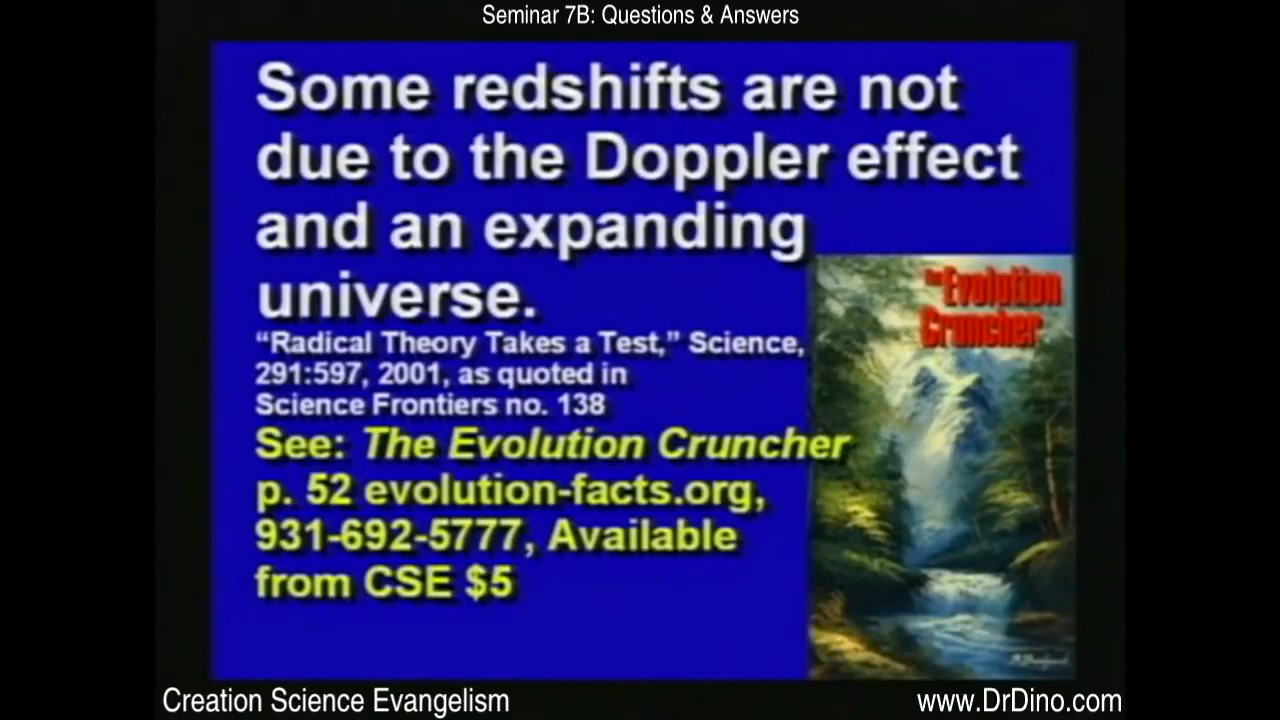 Seminar 7B: Questions & Answers
Some redshifts are not
due to the Doppler effect
and an expanding
universe.
“Radical Theory Takes a Test,” Science,
291:597, 2001, as quoted in
Science Frontiers no. 138
See: The Evolution Cruncher
p. 52 evolution-facts.org,
931-692-5777, Available
from CSE $5
The Evolution
Cruncher
Creation Science Evangelism
www.DrDino.com